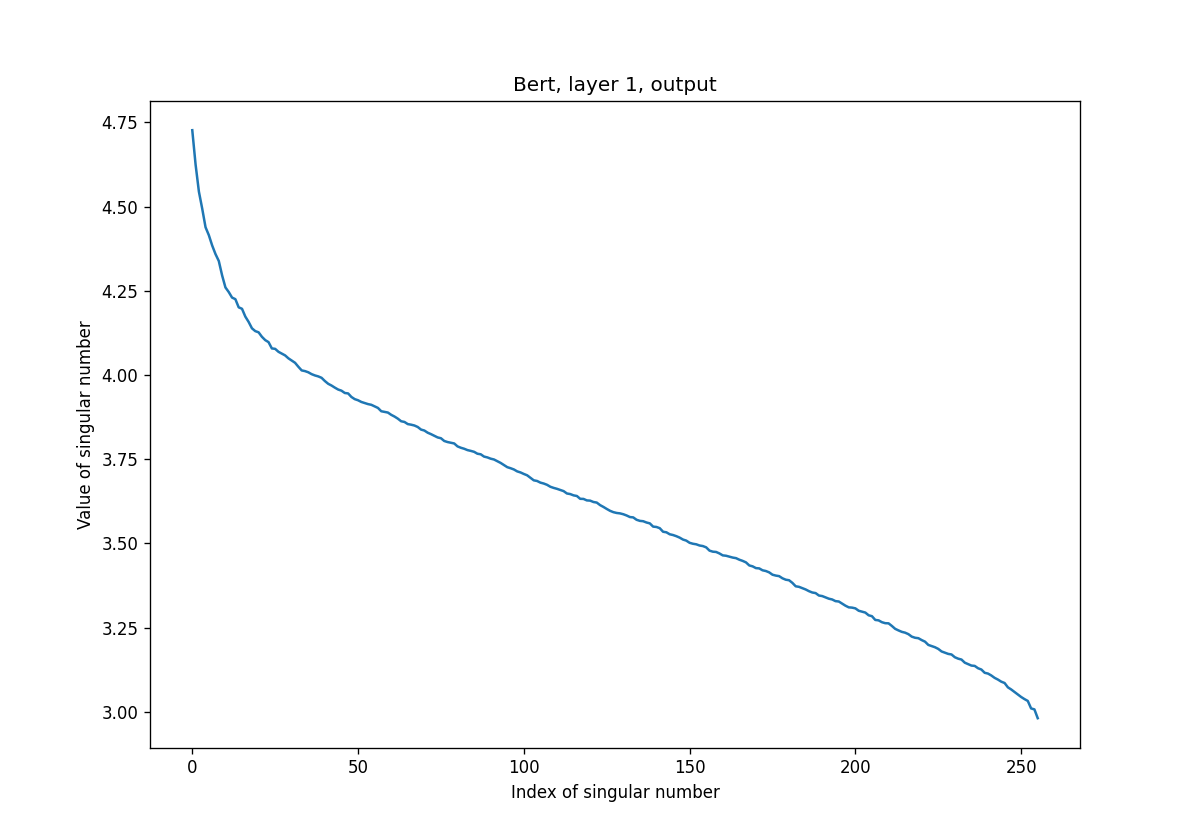 Bert, layer 1, output
4.75
4.50
4.25
4.00
3.75
3.50
3.25
3.00
Value of singular number
0 50 100 150 200 250
Index of singular number